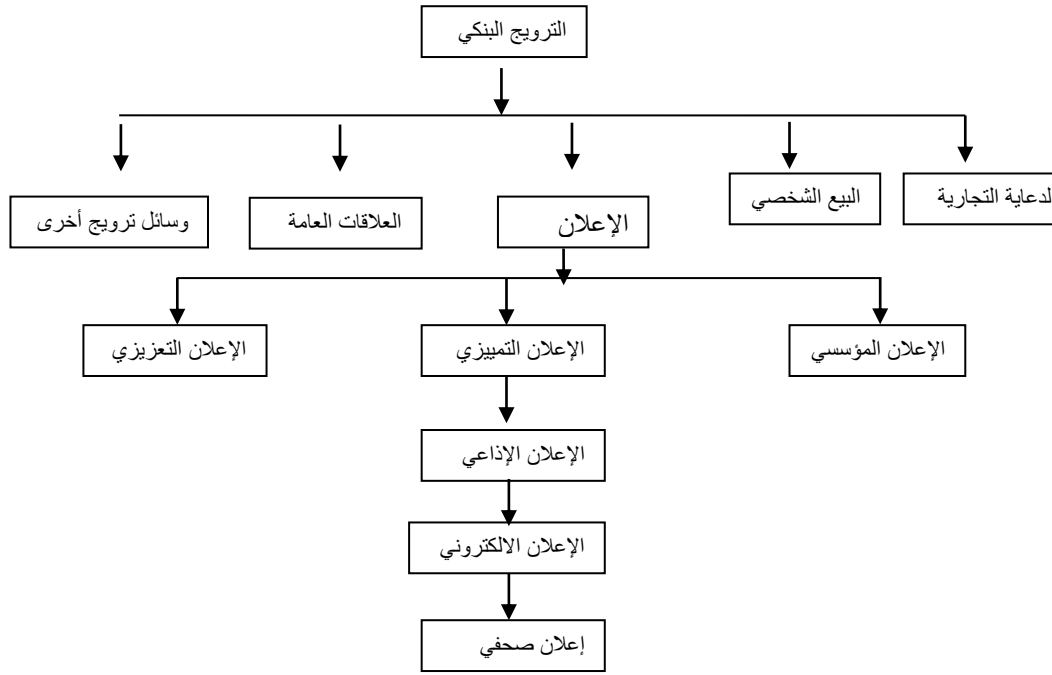 الترويج البنكي
لدعاية التجارية
البيع الشخصي
الإعلان
العلاقات العامة
وسائل ترويج أخرى
الإعلان المؤسسي
الإعلان التمييزي
الإعلان التعزيزي
الإعلان الإذاعي
الإعلان الالكتروني
إعلان صحفي